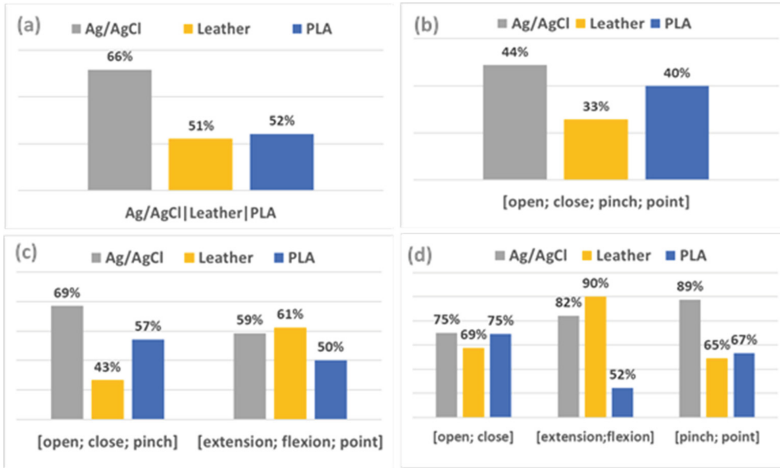 (a)
Ag/AgCl Leather PLA
66%
51%
52%
Ag/AgCl|Leather|PLA
(b)
Ag/AgCl Leather PLA
44%
33%
40%
[open; close; pinch; point]
(c)
Ag/AgCl Leather PLA
69%
43%
57%
59%
61%
50%
[open; close; pinch] [extension; flexion; point]
(d)
Ag/AgCl Leather PLA
75%
69%
75%
82%
90%
52%
89%
65%
67%
[open; close] [extension;flexion] [pinch; point]